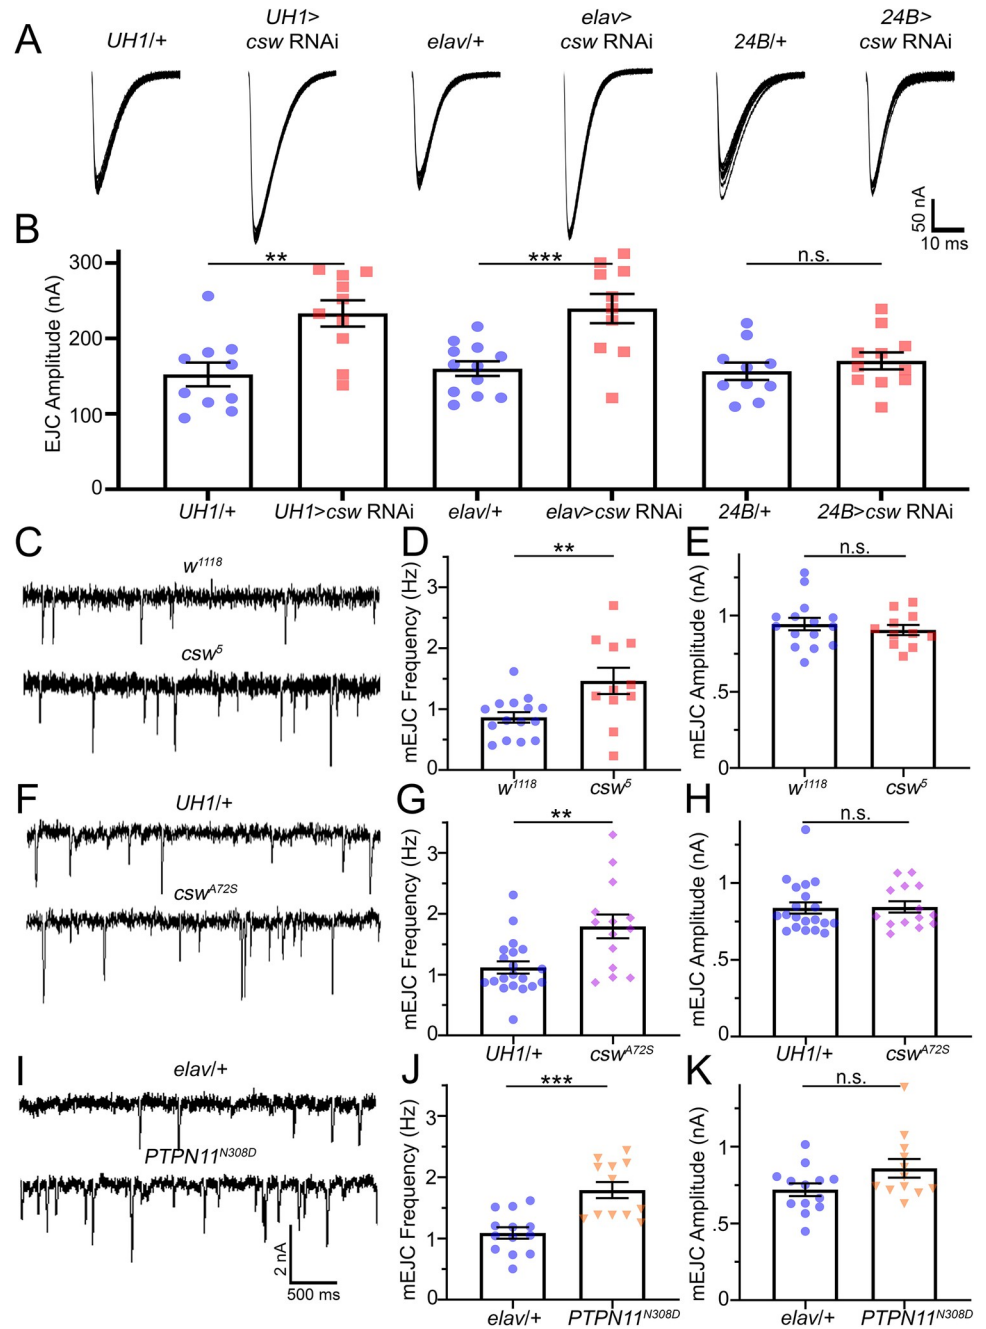 A
UH1/+
UH1>
csw RNAi
elav/+
elav>
csw RNAi
24B/+
24B>
csw RNAi
50 nA
10 ms
B
EJC Amplitude (nA)
300
200
100
0
**
***
n.s.
UH1/+
UH1>csw RNAi
elav/+
elav>csw RNAi
24B/+
24B>csw RNAi
C
w1118
csw5
D
mEJC Frequency (Hz)
3
2
1
0
**
w1118
csw5
E
mEJC Amplitude (nA)
1
.5
0
n.s.
w1118
csw5
F
UH1/+
cswA72S
G
mEJC Frequency (Hz)
3
2
1
0
**
UH1/+
cswA72S
H
mEJC Amplitude (nA)
1
.5
0
n.s.
UH1/+
cswA72S
I
elav/+
PTPN11N308D
2 nA
500 ms
J
mEJC Frequency (Hz)
3
2
1
0
***
elav/+
PTPN11N308D
K
mEJC Amplitude (nA)
1
.5
0
n.s.
elav/+
PTPN11N308D